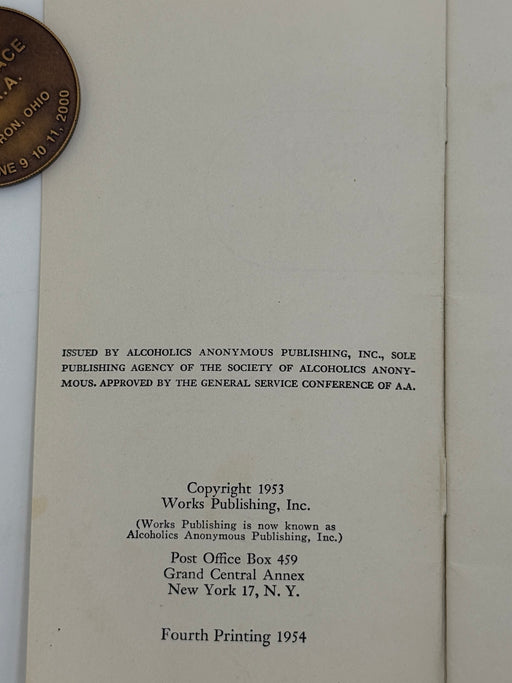 ACE
.A.
RON, OHIO
NE 9·10·11, 2000
ISSUED BY ALCOHOLICS ANONYMOUS PUBLISHING, INC., SOLE
PUBLISHING AGENCY OF THE SOCIETY OF ALCOHOLICS ANONY-
MOUS. APPROVED BY THE GENERAL SERVICE CONFERENCE OF A.A.
Copyright 1953
Works Publishing, Inc.
(Works Publishing is now known as
Alcoholics Anonymous Publishing, Inc.)
Post Office Box 459
Grand Central Annex
New York 17, N. Y.
Fourth Printing 1954